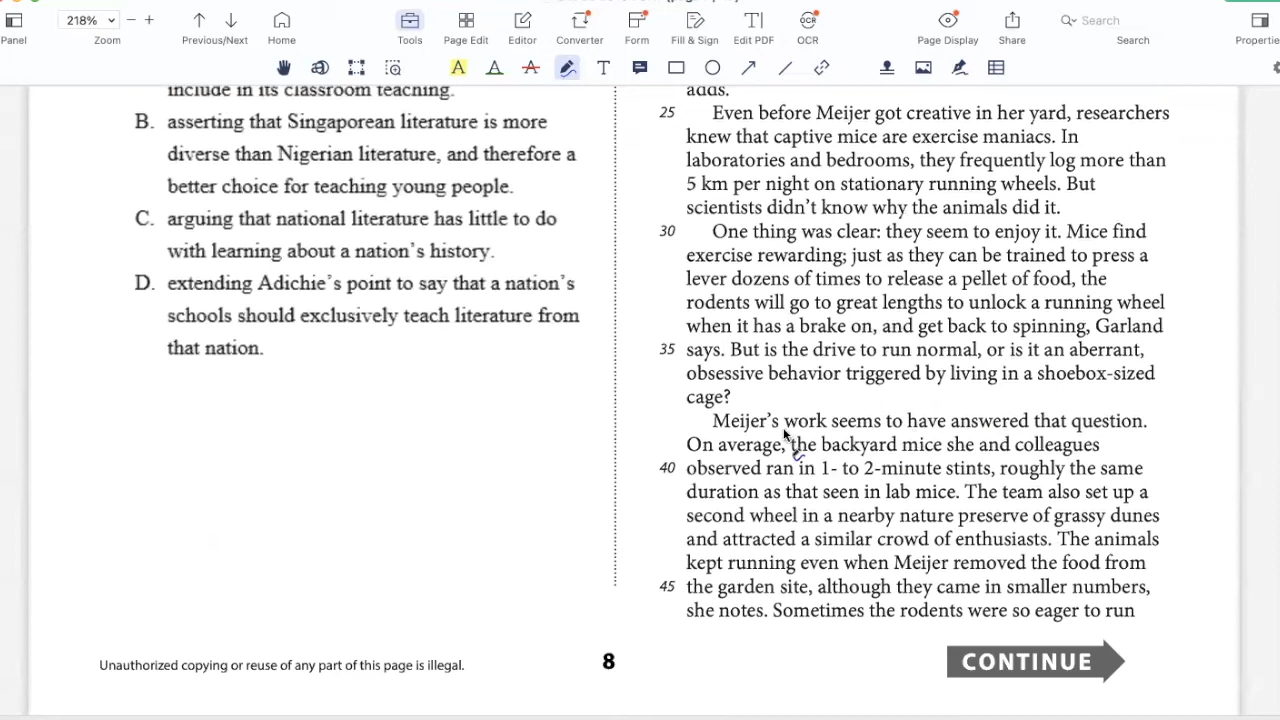 218%
Search
Panel
Zoom
Previous/Next
Home
Tools
Page Edit
Editor
Converter
Form
Fill & Sign
Edit PDF
OCR
Page Display
Share
Search
Propertie
include in its classroom teaching.
B. asserting that Singaporean literature is more
diverse than Nigerian literature, and therefore a
better choice for teaching young people.
C. arguing that national literature has little to do
with learning about a nation's history.
D. extending Adichie's point to say that a nation's
schools should exclusively teach literature from
that nation.
adds.
25 Even before Meijer got creative in her yard, researchers
knew that captive mice are exercise maniacs. In
laboratories and bedrooms, they frequently log more than
5 km per night on stationary running wheels. But
scientists didn't know why the animals did it.
30 One thing was clear: they seem to enjoy it. Mice find
exercise rewarding; just as they can be trained to press a
lever dozens of times to release a pellet of food, the
rodents will go to great lengths to unlock a running wheel
when it has a brake on, and get back to spinning, Garland
35 says. But is the drive to run normal, or is it an aberrant,
obsessive behavior triggered by living in a shoebox-sized
cage?
Meijer's work seems to have answered that question.
On average, the backyard mice she and colleagues
40 observed ran in 1- to 2-minute stints, roughly the same
duration as that seen in lab mice. The team also set up a
second wheel in a nearby nature preserve of grassy dunes
and attracted a similar crowd of enthusiasts. The animals
kept running even when Meijer removed the food from
45 the garden site, although they came in smaller numbers,
she notes. Sometimes the rodents were so eager to run
Unauthorized copying or reuse of any part of this page is illegal.
8
CONTINUE